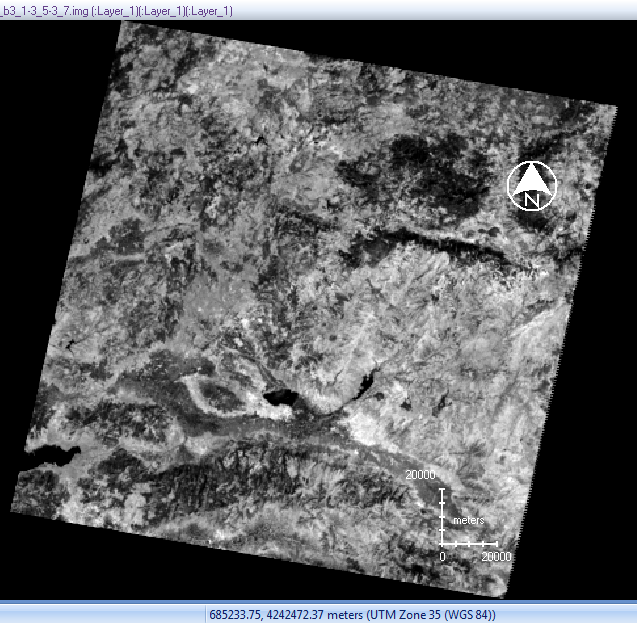 _b3_1-3_5-3_7.img (:Layer_1)(:Layer_1)(:Layer_1)
N
20000
meters
0 20000
685233.75, 4242472.37 meters (UTM Zone 35 (WGS 84))